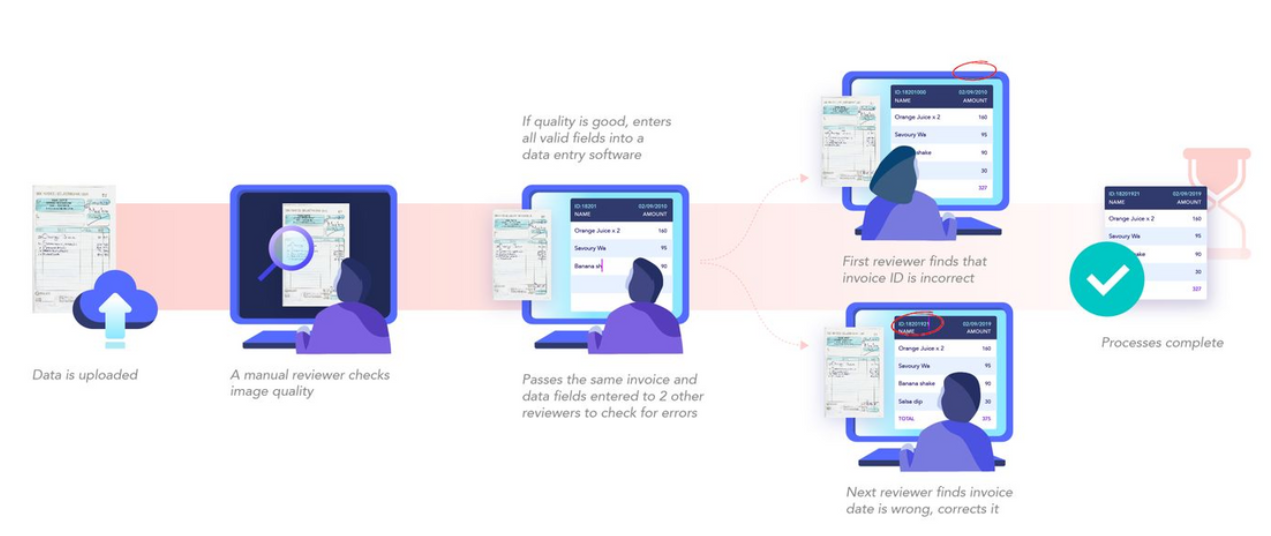 Data is uploaded
A manual reviewer checks
image quality
If quality is good, enters
all valid fields into a
data entry software
ID:18201 02/09/2010
NAME AMOUNT
Orange Juice x 2 160
Savoury Wa 95
Banana sh 90
Passes the same invoice and
data fields entered to 2 other
reviewers to check for errors
ID:18201000 02/09/2010
NAME AMOUNT
Orange Juice x 2 160
Savoury Wa 95
shake 90
30
327
First reviewer finds that
invoice ID is incorrect
ID:18201921 02/09/2019
NAME AMOUNT
Orange Juice x 2 160
Savoury Wa 95
Banana shake 90
Salsa dip 30
TOTAL 375
Next reviewer finds invoice
date is wrong, corrects it
ID:18201921 02/09/2019
NAME AMOUNT
Orange Juice x 2 160
Savoury Wa 95
ake 90
30
327
Processes complete